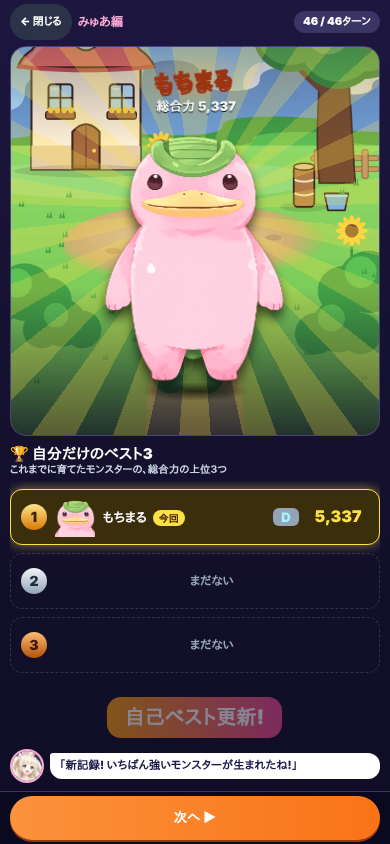 ← 閉じる
みゅあ編
46 / 46ターン
もちまる
総合力 5,337
自分だけのベスト3
これまでに育てたモンスターの、総合力の上位3つ
1
もちまる
今回
D
5,337
2
まだない
3
まだない
自己ベスト更新!
「新記録! いちばん強いモンスターが生まれたね!」
次へ ▶